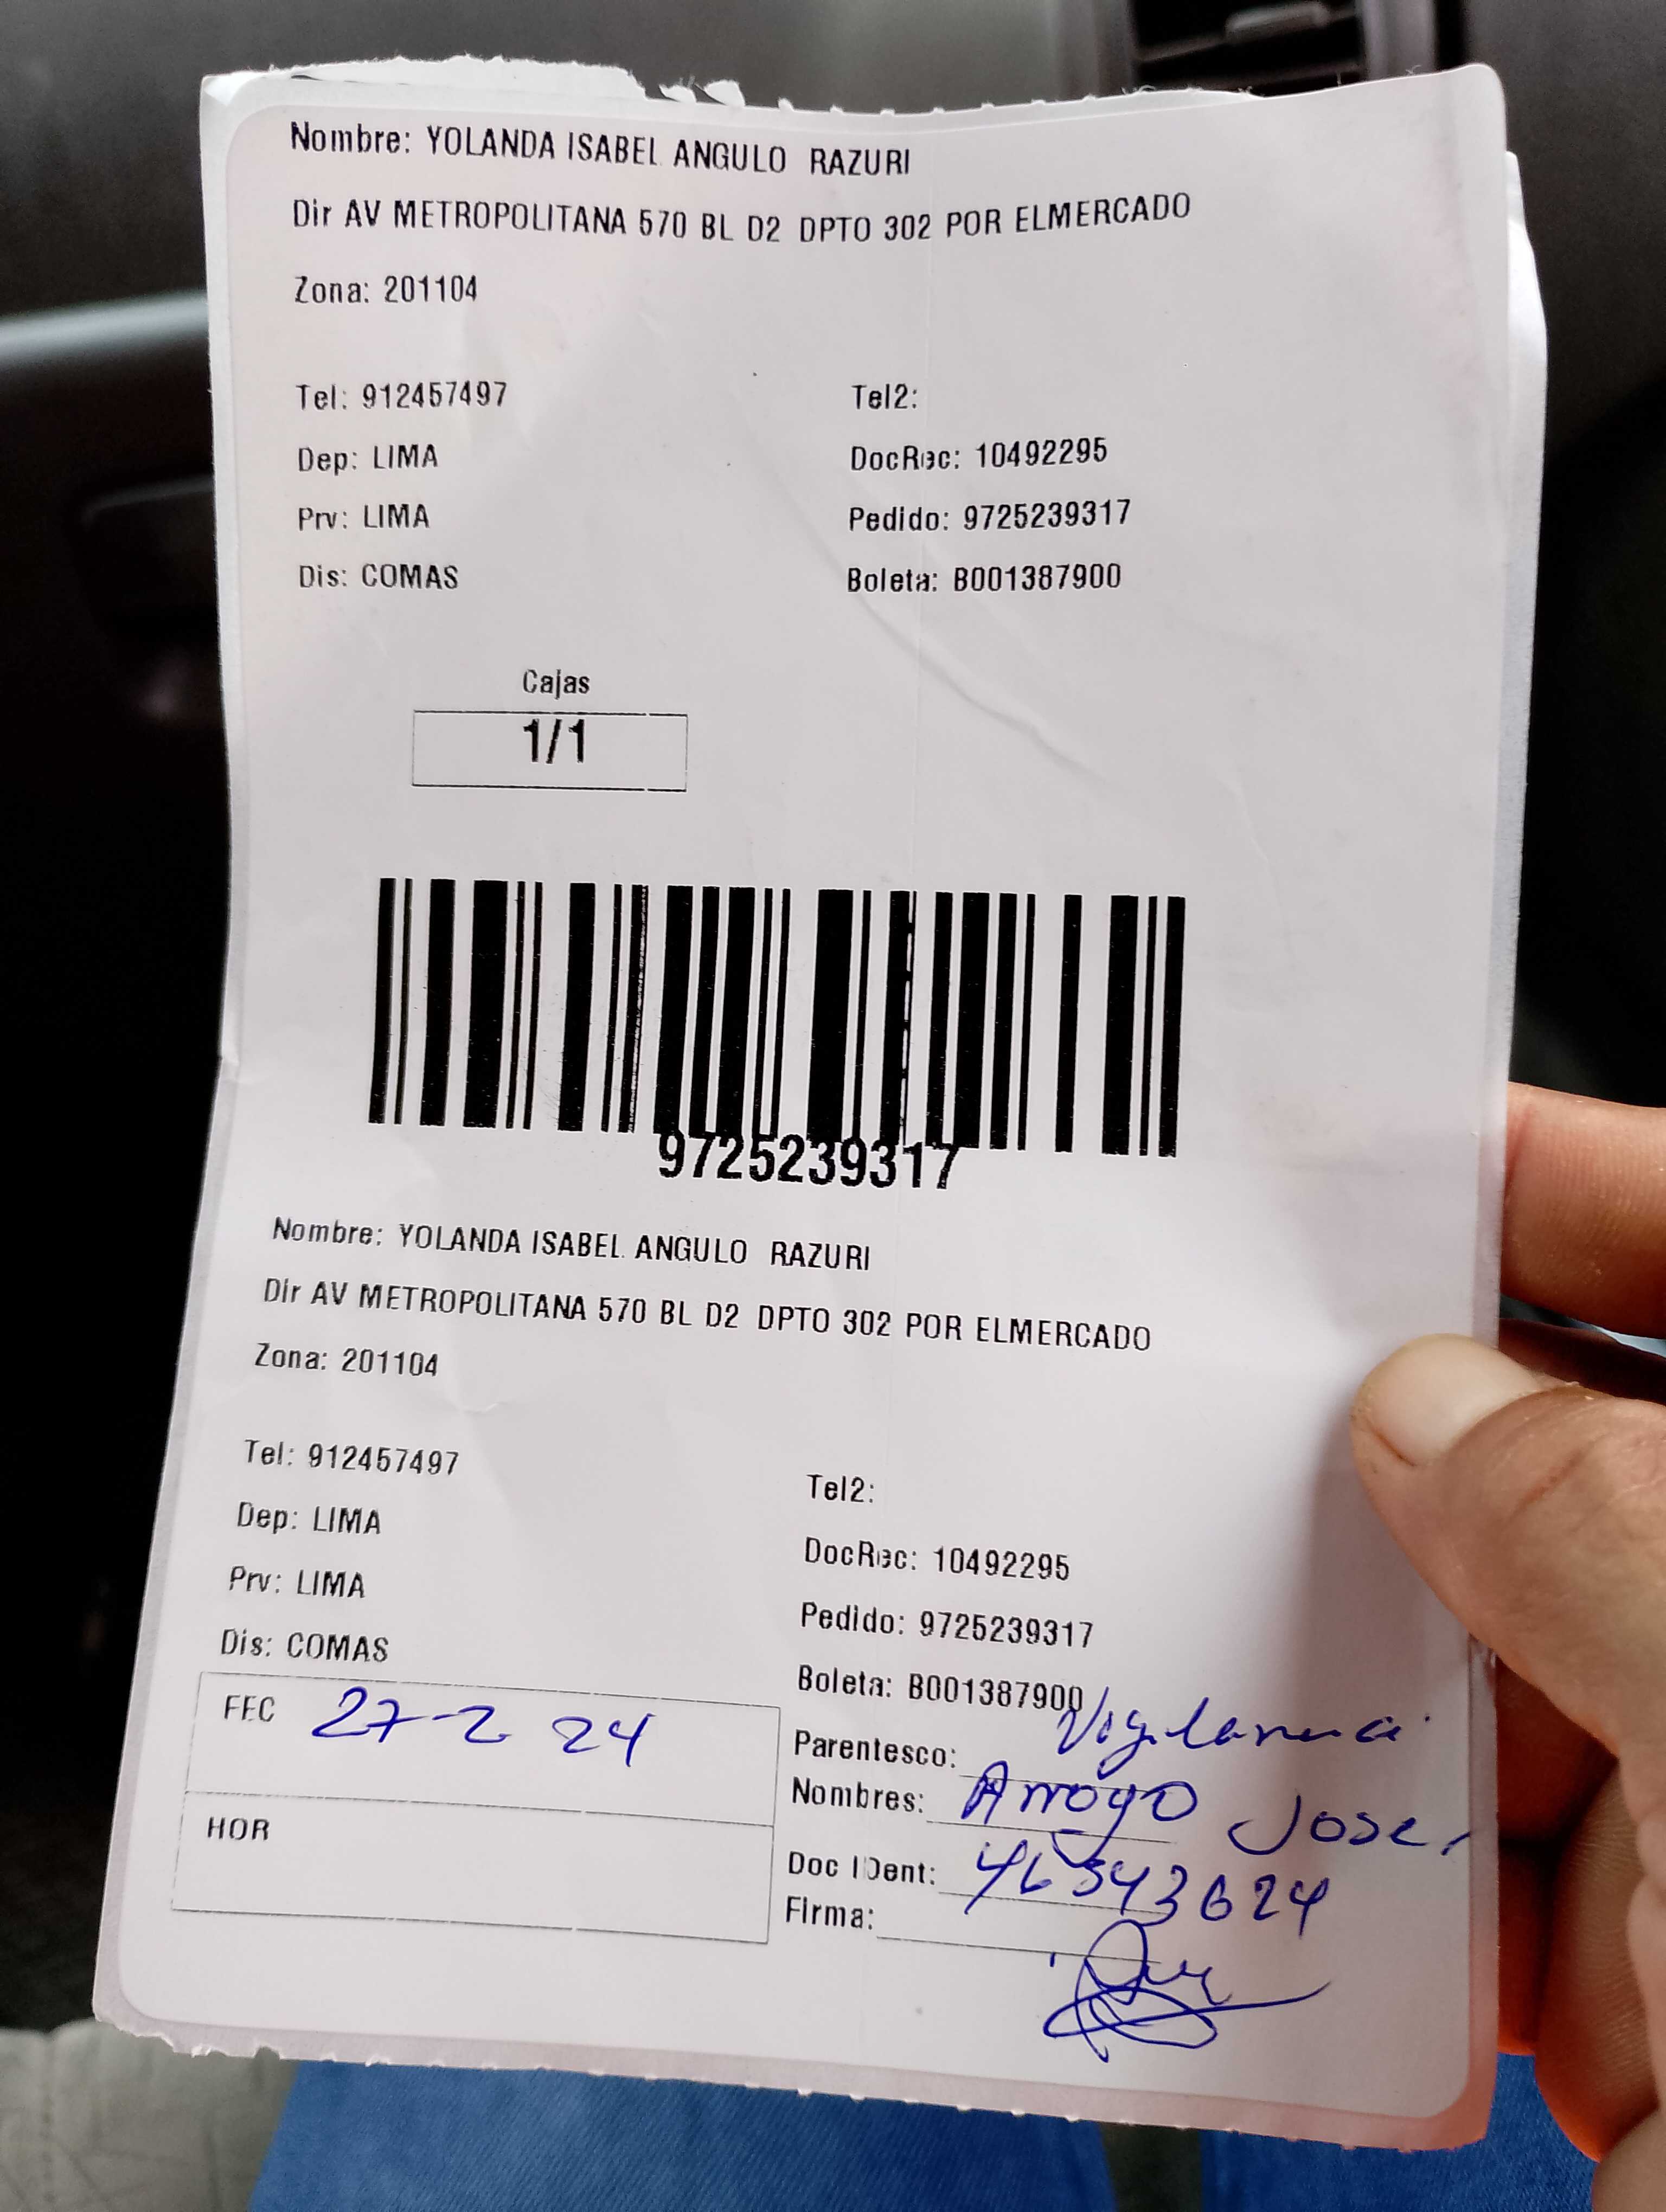 Nombre: YOLANDA ISABEL ANGULO RAZURI
Dir AV METROPOLITANA 570 BL D2 DPTO 302 POR ELMERCADO
Zona: 201104
Tel: 912457497
Tel2:
Dep: LIMA
DocRec: 10492295
Prv: LIMA
Pedido: 9725239317
Dis: COMAS
Boleta: B001387900
Cajas
1/1
9725239317
Nombre: YOLANDA ISABEL ANGULO RAZURI
Dir AV METROPOLITANA 570 BL D2 DPTO 302 POR ELMERCADO
Zona: 201104
Tel: 912457497
Tel2:
Dep: LIMA
DocRec: 10492295
Prv: LIMA
Pedido: 9725239317
Dis: COMAS
Boleta: B001387900
FEC 27-2 24
Parentesco: Vigilancia
Nombres: Arroyo Jose
HOR
Doc IDent: 46343624
Firma: